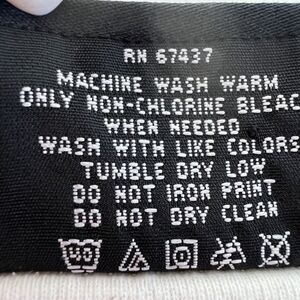 RN 67437
MACHINE WASH WARM
ONLY NON-CHLORINE BLEAC
WHEN NEEDED
WASH WITH LIKE COLORS
TUMBLE DRY LOW
DO NOT IRON PRINT
DO NOT DRY CLEAN
40